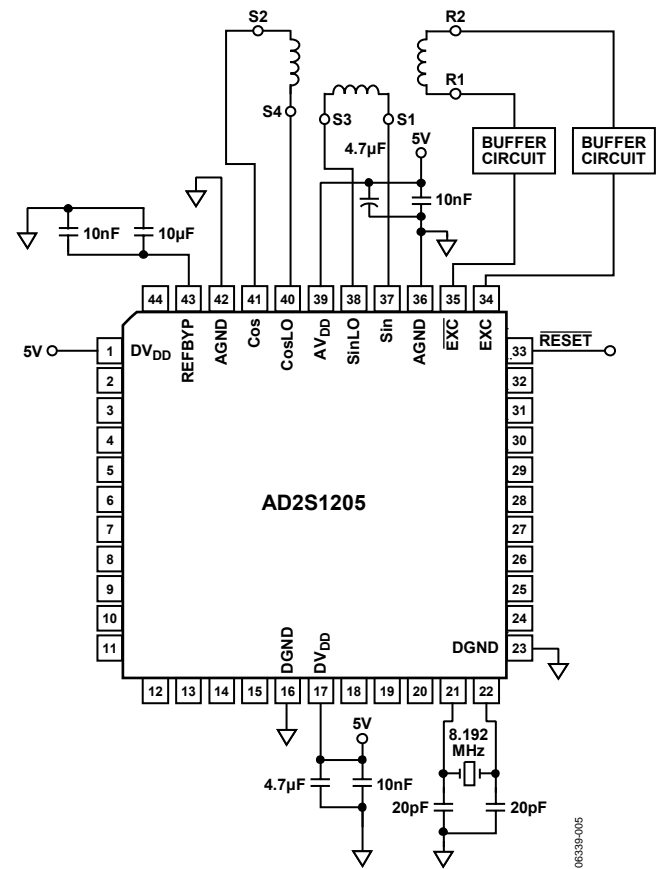 S2
R2
R1
S4
S3
S1
BUFFER
CIRCUIT
BUFFER
CIRCUIT
4.7µF
5V
10nF
10nF
10µF
44
43
42
41
40
39
38
37
36
35
34
REFBYP
AGND
Cos
CosLO
AVDD
SinLO
Sin
AGND
EXC
EXC
5V
1
DVDD
2
3
4
5
6
7
8
9
10
11
AD2S1205
33
RESET
32
31
30
29
28
27
26
25
24
DGND
23
DGND
DVDD
12
13
14
15
16
17
18
19
20
21
22
5V
4.7µF
10nF
8.192
MHz
20pF
20pF
06339-005